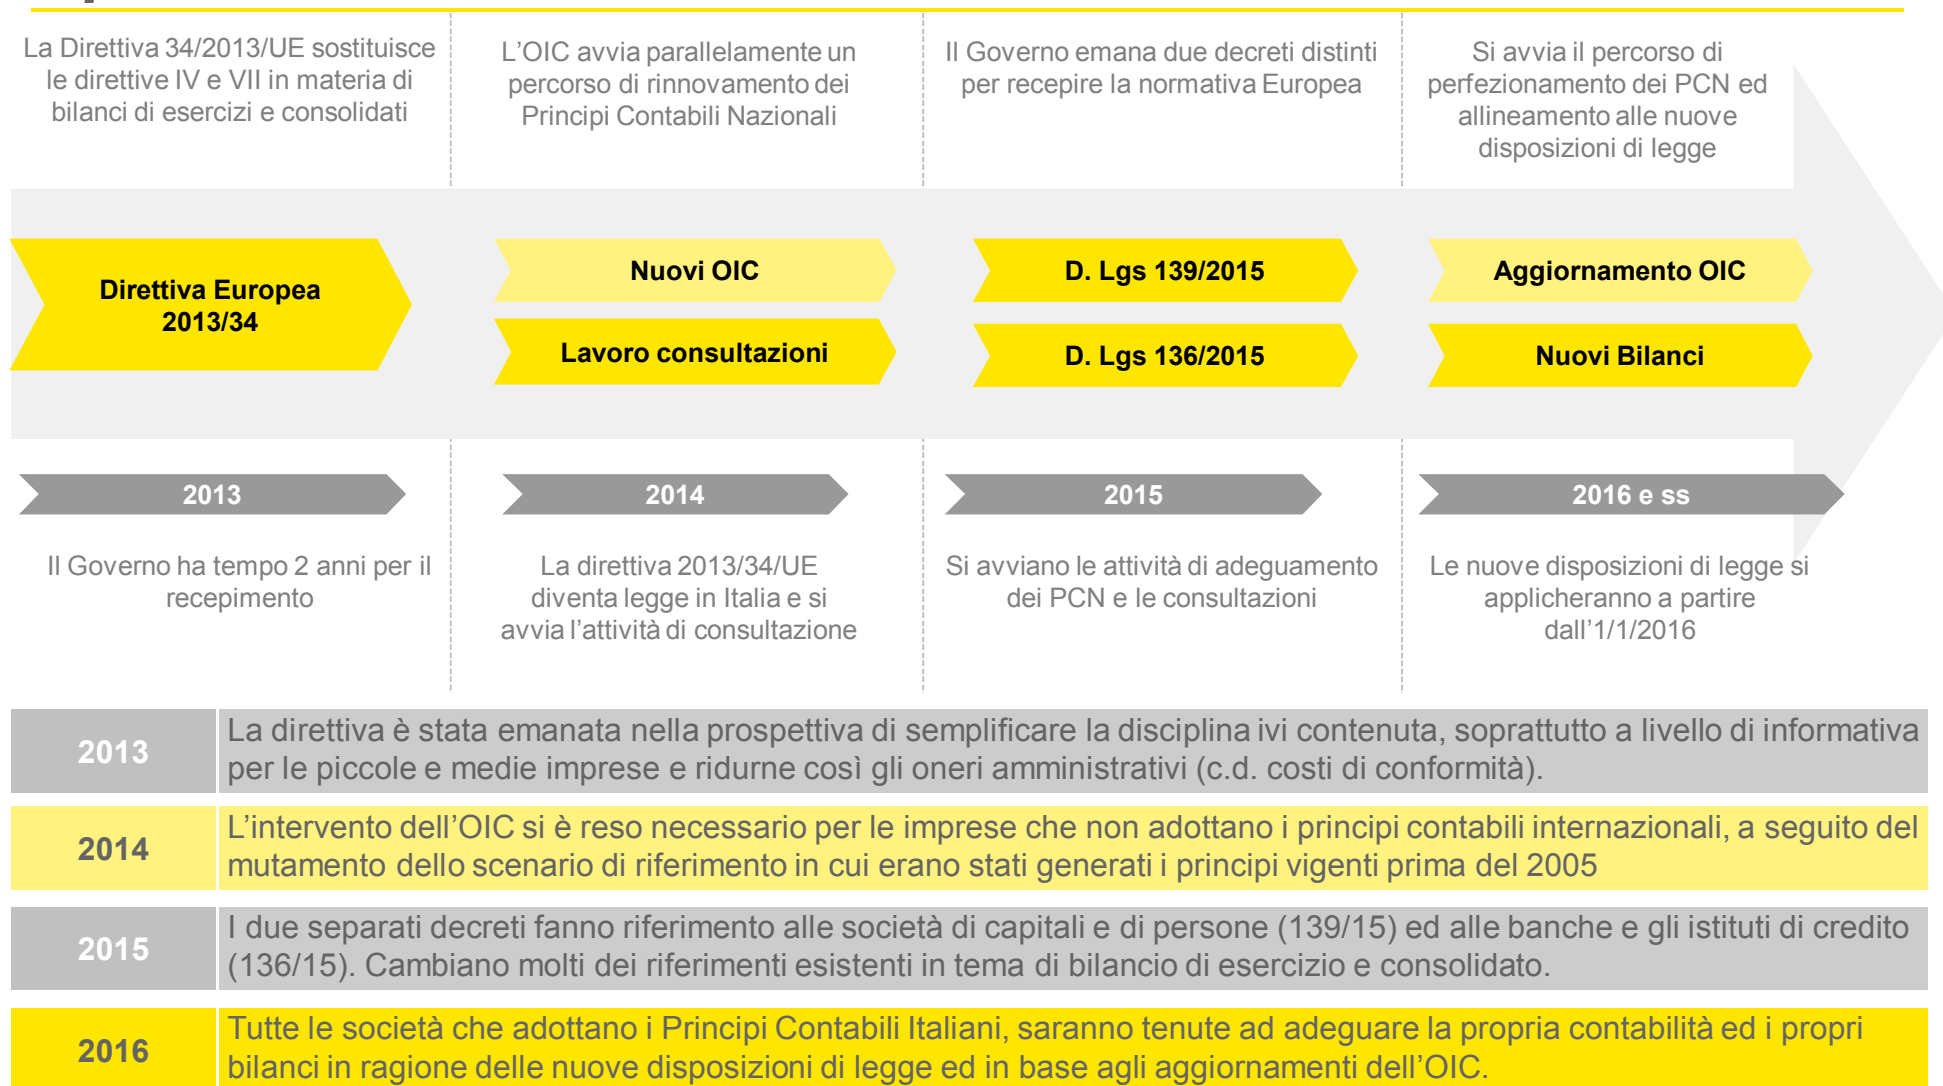 La Direttiva 34/2013/UE sostituisce
le direttive IV e VII in materia di
bilanci di esercizi e consolidati
L'OIC avvia parallelamente un
percorso di rinnovamento dei
Principi Contabili Nazionali
Il Governo emana due decreti distinti
per recepire la normativa Europea
Si avvia il percorso di
perfezionamento dei PCN ed
allineamento alle nuove
disposizioni di legge
Direttiva Europea
2013/34
Nuovi OIC
Lavoro consultazioni
D. Lgs 139/2015
D. Lgs 136/2015
Aggiornamento OIC
Nuovi Bilanci
2013
2014
2015
2016 e ss
Il Governo ha tempo 2 anni per il
recepimento
La direttiva 2013/34/UE
diventa legge in Italia e si
avvia l'attività di consultazione
Si avviano le attività di adeguamento
dei PCN e le consultazioni
Le nuove disposizioni di legge si
applicheranno a partire
dall'1/1/2016
2013
La direttiva è stata emanata nella prospettiva di semplificare la disciplina ivi contenuta, soprattutto a livello di informativa
per le piccole e medie imprese e ridurne così gli oneri amministrativi (c.d. costi di conformità).
2014
L'intervento dell'OIC si è reso necessario per le imprese che non adottano i principi contabili internazionali, a seguito del
mutamento dello scenario di riferimento in cui erano stati generati i principi vigenti prima del 2005
2015
I due separati decreti fanno riferimento alle società di capitali e di persone (139/15) ed alle banche e gli istituti di credito
(136/15). Cambiano molti dei riferimenti esistenti in tema di bilancio di esercizio e consolidato.
2016
Tutte le società che adottano i Principi Contabili Italiani, saranno tenute ad adeguare la propria contabilità ed i propri
bilanci in ragione delle nuove disposizioni di legge ed in base agli aggiornamenti dell'OIC.